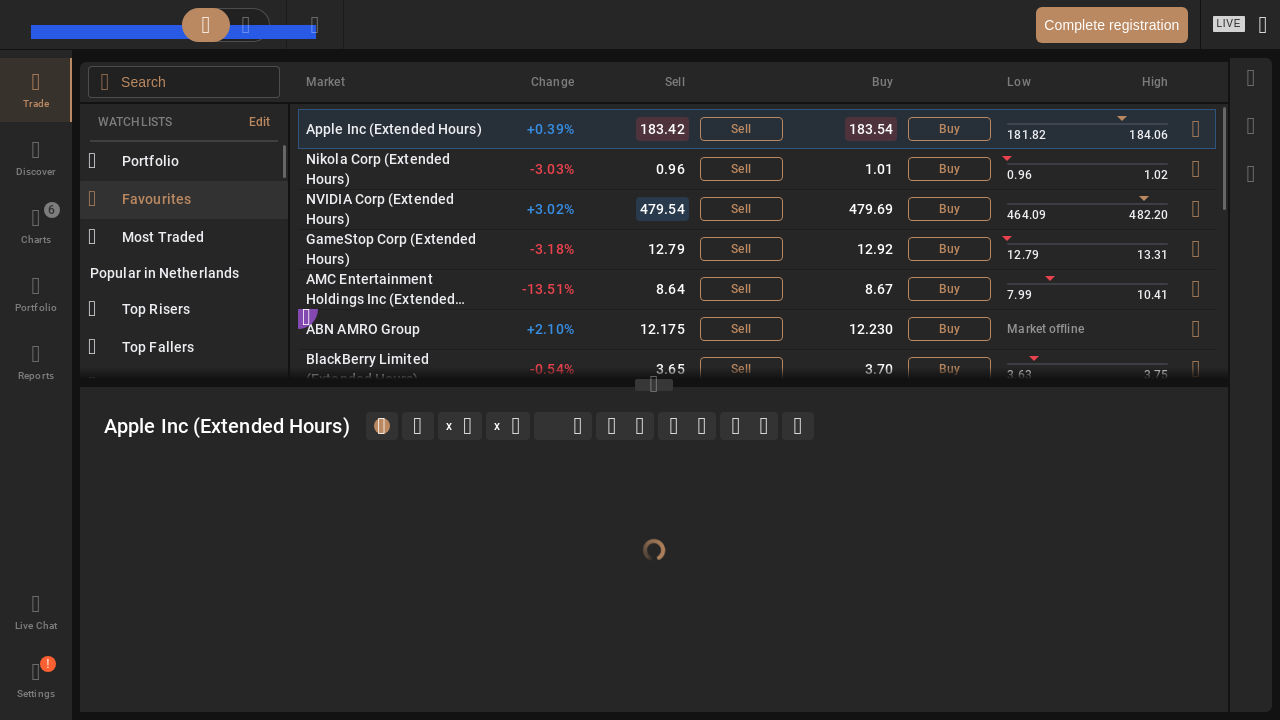 Complete registration
LIVE
Trade
Discover
6
Charts
Portfolio
Reports
Live Chat
!
Settings
Search
WATCHLISTS
Edit
Portfolio
Favourites
Most Traded
Popular in Netherlands
Top Risers
Top Fallers
Market Change Sell Buy Low High
Apple Inc (Extended Hours) +0.39% 183.42 Sell 183.54 Buy 181.82 184.06
Nikola Corp (Extended
Hours) -3.03% 0.96 Sell 1.01 Buy 0.96 1.02
NVIDIA Corp (Extended
Hours) +3.02% 479.54 Sell 479.69 Buy 464.09 482.20
GameStop Corp (Extended
Hours) -3.18% 12.79 Sell 12.92 Buy 12.79 13.31
AMC Entertainment
Holdings Inc (Extended… -13.51% 8.64 Sell 8.67 Buy 7.99 10.41
ABN AMRO Group +2.10% 12.175 Sell 12.230 Buy Market offline
BlackBerry Limited
(Extended Hours) -0.54% 3.65 Sell 3.70 Buy 3.63 3.75
Apple Inc (Extended Hours)
x
x